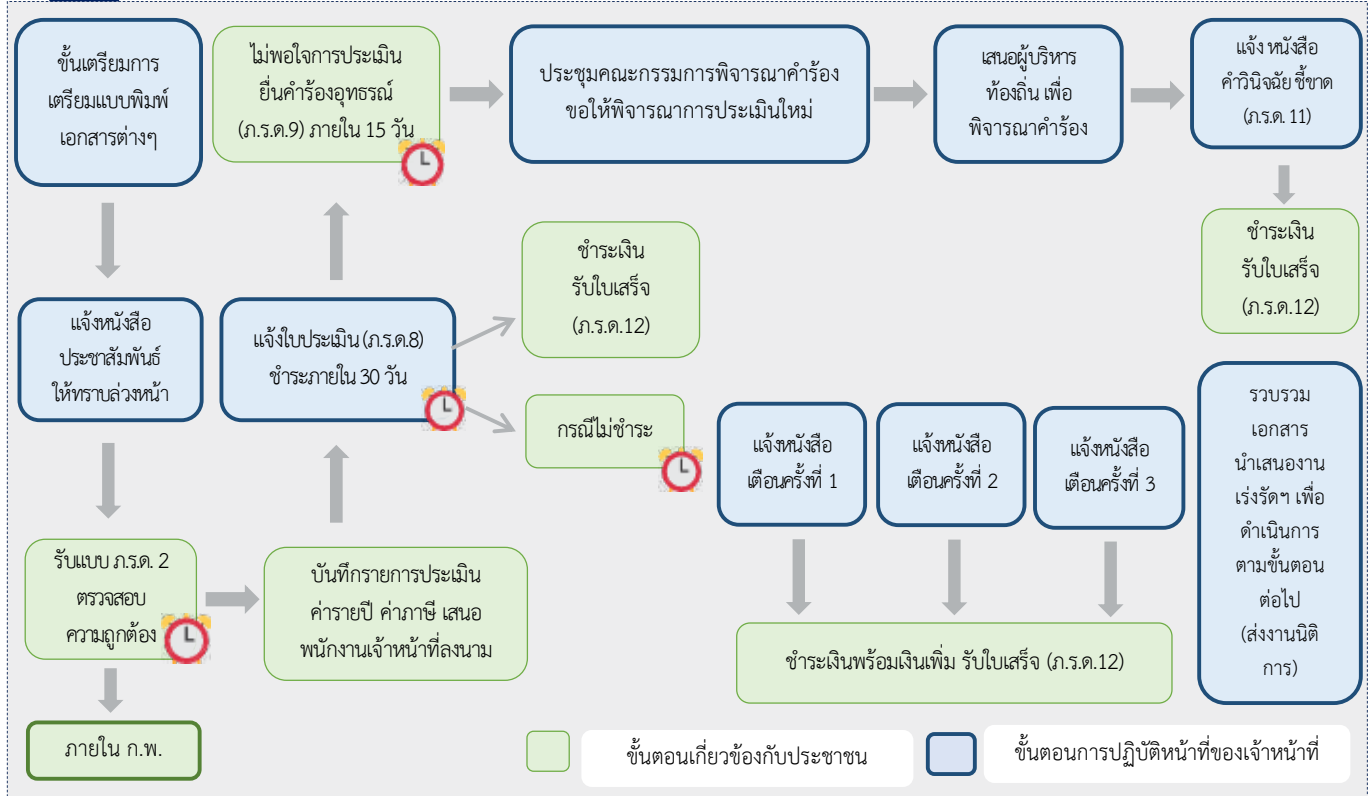 ขั้นเตรียมการ
เตรียมแบบพิมพ์
เอกสารต่างๆ
ไม่พอใจการประเมิน
ยื่นคำร้องอุทธรณ์
(ภ.ร.ด.9) ภายใน 15 วัน
ประชุมคณะกรรมการพิจารณาคำร้อง
ขอให้พิจารณาการประเมินใหม่
เสนอผู้บริหาร
ท้องถิ่น เพื่อ
พิจารณาคำร้อง
แจ้ง หนังสือ
คำวินิจฉัย ชี้ขาด
(ภ.ร.ด. 11)
ชำระเงิน
รับใบเสร็จ
(ภ.ร.ด.12)
แจ้งหนังสือ
ประชาสัมพันธ์
ให้ทราบล่วงหน้า
แจ้งใบประเมิน (ภ.ร.ด.8)
ชำระภายใน 30 วัน
ชำระเงิน
รับใบเสร็จ
(ภ.ร.ด.12)
กรณีไม่ชำระ
แจ้งหนังสือ
เตือนครั้งที่ 1
แจ้งหนังสือ
เตือนครั้งที่ 2
แจ้งหนังสือ
เตือนครั้งที่ 3
รวบรวม
เอกสาร
นำเสนองาน
เร่งรัดฯ เพื่อ
ดำเนินการ
ตามขั้นตอน
ต่อไป
(ส่งงานนิติ
การ)
รับแบบ ภ.ร.ด. 2
ตรวจสอบ
ความถูกต้อง
บันทึกรายการประเมิน
ค่ารายปี ค่าภาษี เสนอ
พนักงานเจ้าหน้าที่ลงนาม
ชำระเงินพร้อมเงินเพิ่ม รับใบเสร็จ (ภ.ร.ด.12)
ภายใน ก.พ.
ขั้นตอนเกี่ยวข้องกับประชาชน
ขั้นตอนการปฏิบัติหน้าที่ของเจ้าหน้าที่